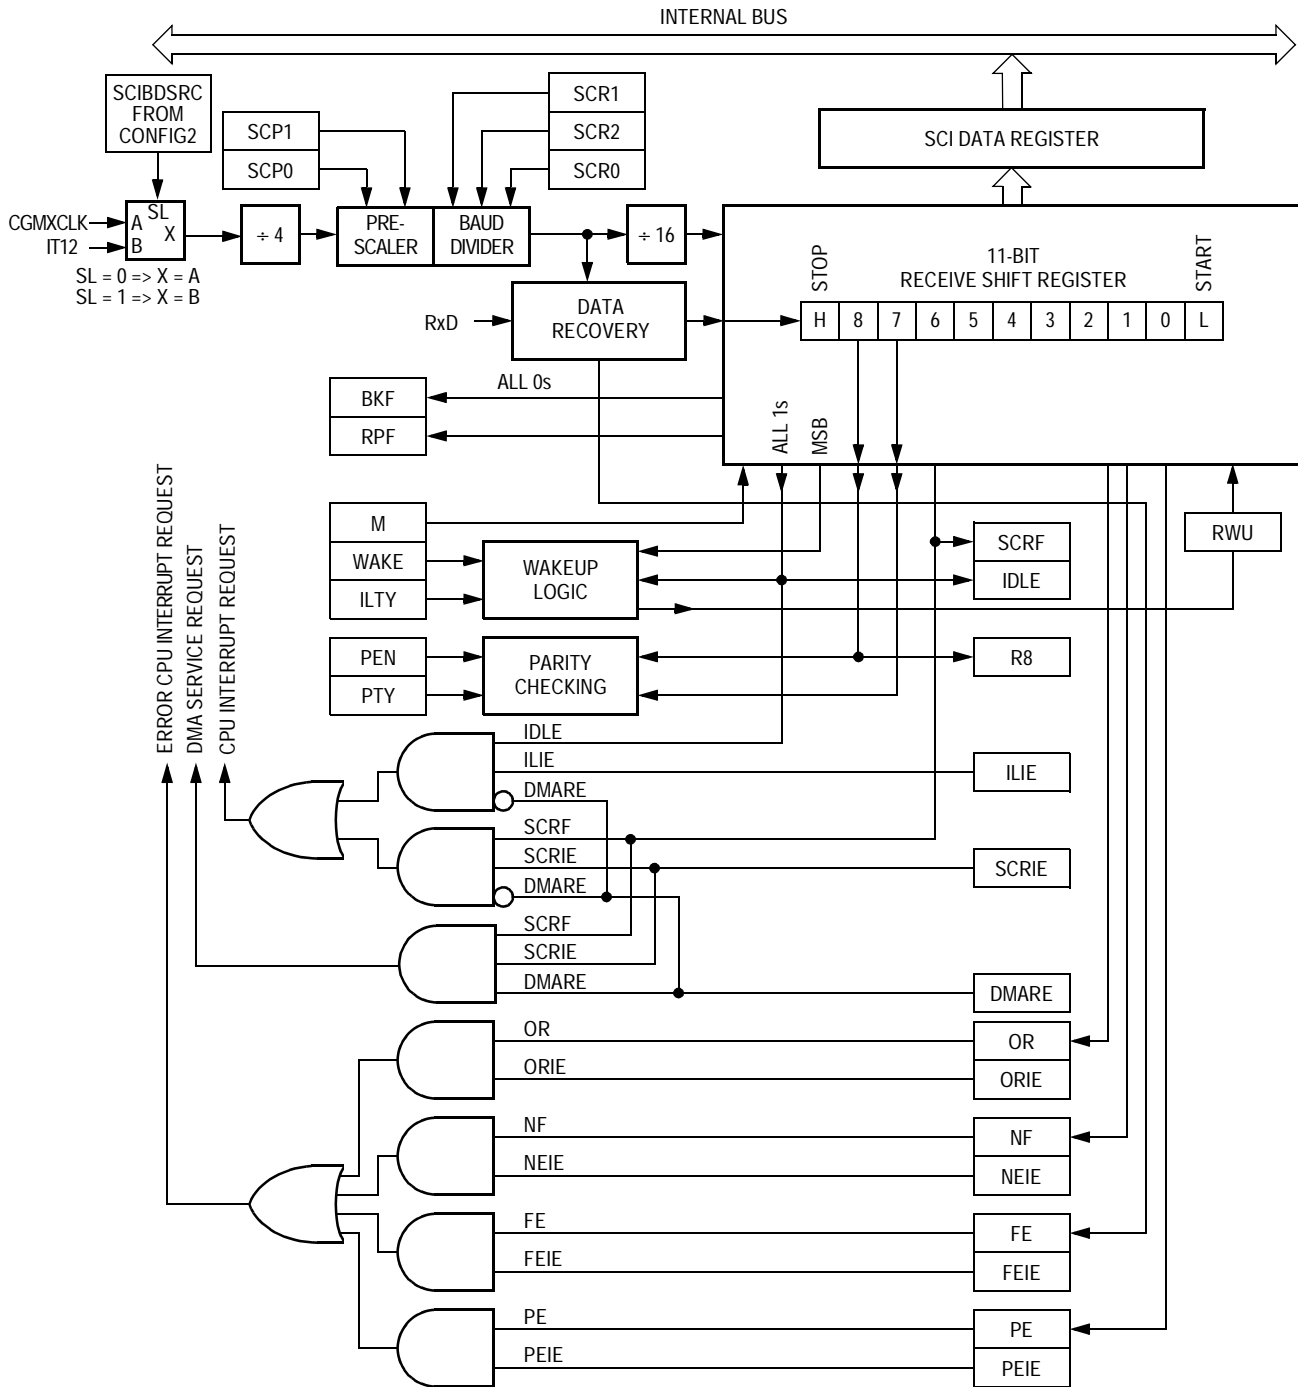 INTERNAL BUS
SCIBDSRC
FROM
CONFIG2
SCP1
SCP0
SCR1
SCR2
SCR0
SCI DATA REGISTER
CGMXCLK
IT12
A
B
SL
X
÷ 4
PRE-
SCALER
BAUD
DIVIDER
÷ 16
SL = 0 => X = A
SL = 1 => X = B
RxD
DATA
RECOVERY
STOP
11-BIT
RECEIVE SHIFT REGISTER
START
H 8 7 6 5 4 3 2 1 0 L
ALL 0s
BKF
RPF
ALL 1s
MSB
M
WAKE
ILTY
WAKEUP
LOGIC
SCRF
IDLE
RWU
PEN
PTY
PARITY
CHECKING
R8
ERROR CPU INTERRUPT REQUEST
DMA SERVICE REQUEST
CPU INTERRUPT REQUEST
IDLE
ILIE
ILIE
DMARE
SCRF
SCRIE
SCRIE
DMARE
SCRF
SCRIE
DMARE
DMARE
OR
OR
ORIE
ORIE
NF
NF
NEIE
NEIE
FE
FE
FEIE
FEIE
PE
PE
PEIE
PEIE